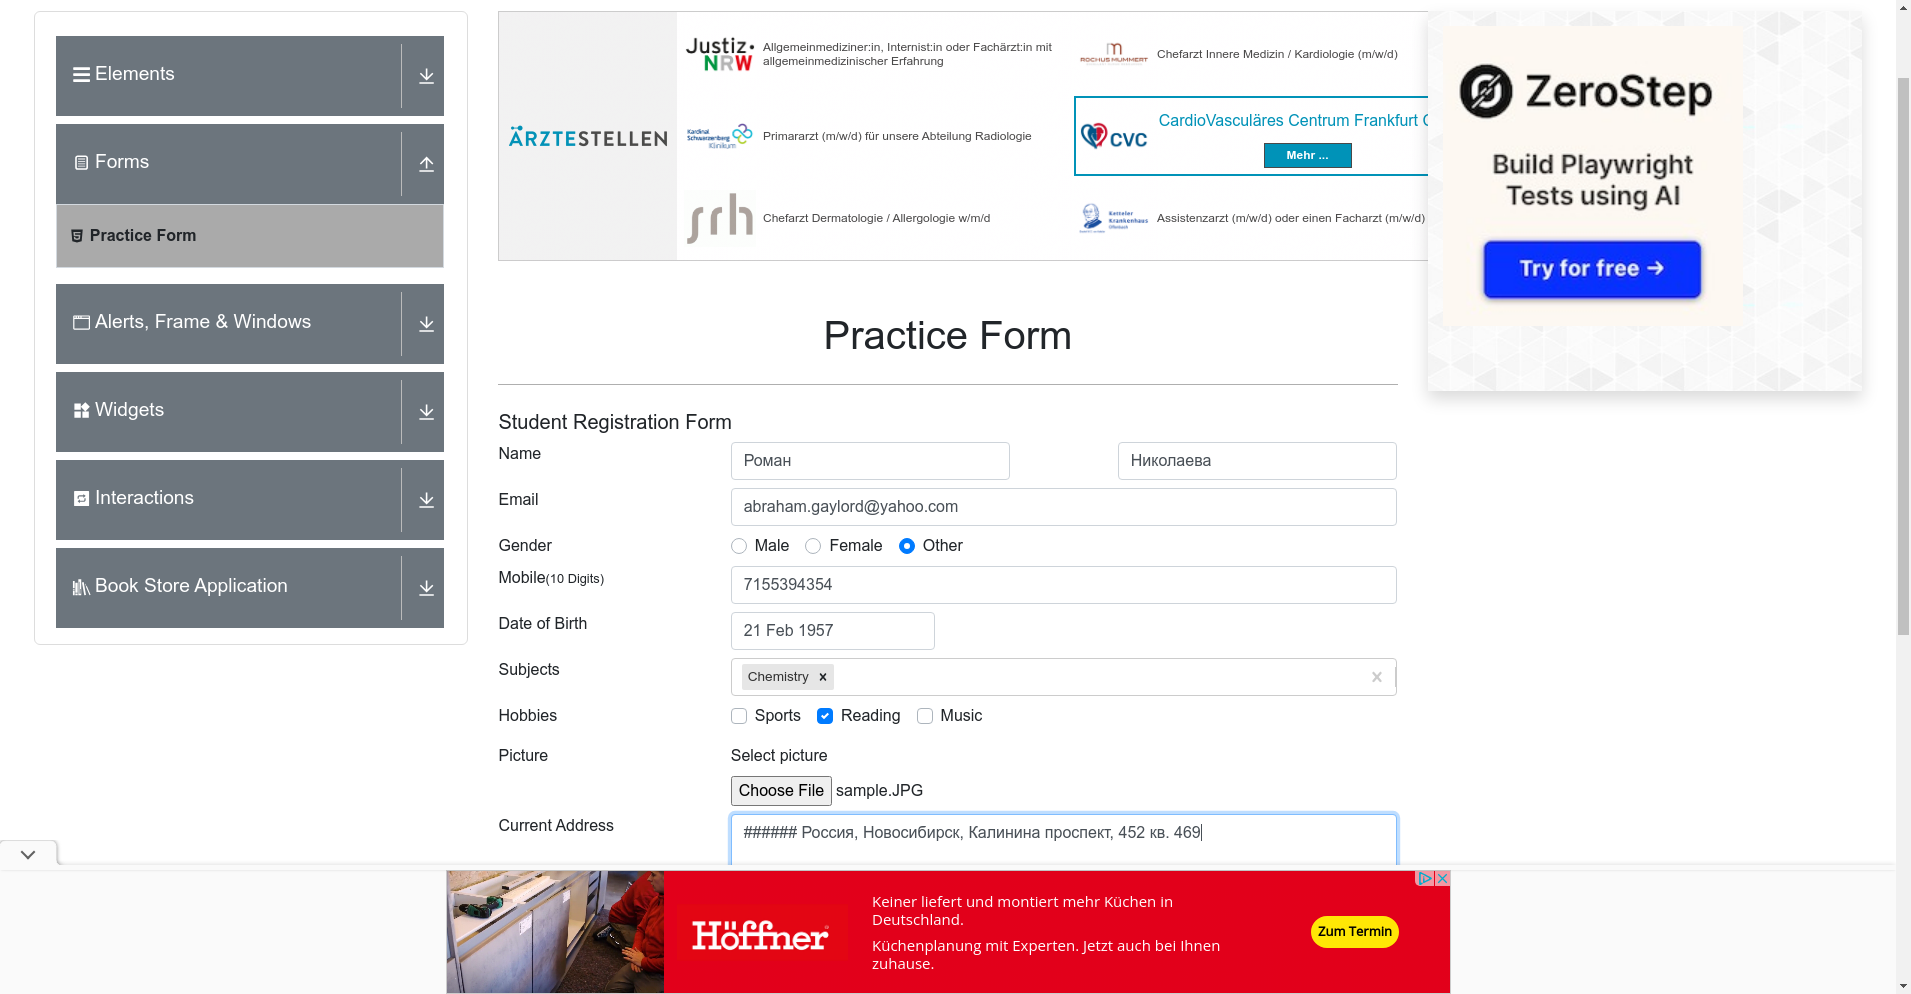 Elements
Forms
Practice Form
Alerts, Frame & Windows
Widgets
Interactions
Book Store Application
ÄRZTESTELLEN
Justiz
NRW
Allgemeinmediziner:in, Internist:in oder Fachärzt:in mit
allgemeinmedizinischer Erfahrung
ROCHUS MUMMERT
Chefarzt Innere Medizin / Kardiologie (m/w/d)
Kardinal
Schwarzenberg
Klinikum
Primararzt (m/w/d) für unsere Abteilung Radiologie
CVC
CardioVasculäres Centrum Frankfurt
Mehr ...
srh
Chefarzt Dermatologie / Allergologie w/m/d
Ketteler
Krankenhaus
Offenbach
Assistenzarzt (m/w/d) oder einen Facharzt (m/w/d)
ZeroStep
Build Playwright
Tests using AI
Try for free →
Practice Form
Student Registration Form
Name
Роман
Николаева
Email
abraham.gaylord@yahoo.com
Gender
Male
Female
Other
Mobile(10 Digits)
7155394354
Date of Birth
21 Feb 1957
Subjects
Chemistry
Hobbies
Sports
Reading
Music
Picture
Select picture
Choose File sample.JPG
Current Address
###### Россия, Новосибирск, Калинина проспект, 452 кв. 469
Höffner
Keiner liefert und montiert mehr Küchen in
Deutschland.
Küchenplanung mit Experten. Jetzt auch bei Ihnen
zuhause.
Zum Termin